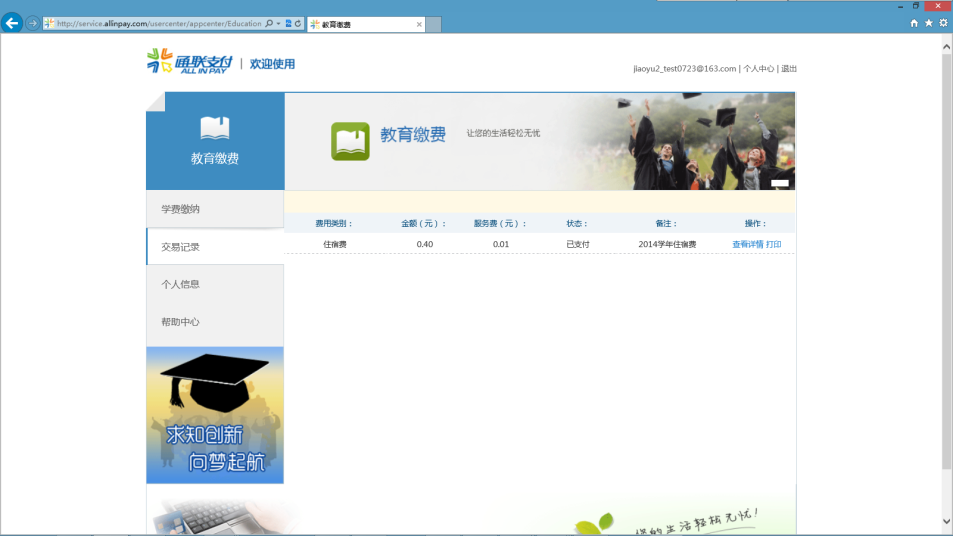 http://service.allinpay.com/usercenter/appcenter/Education
教育缴费
通联支付 | 欢迎使用
ALLINPAY
jiaoyu2_test0723@163.com | 个人中心 | 退出
教育缴费
教育缴费 让您的生活轻松无忧
学费缴纳
交易记录
个人信息
帮助中心
费用类别： 金额（元）： 服务费（元）： 状态： 备注： 操作：
住宿费 0.40 0.01 已支付 2014学年住宿费 查看详情 打印
求知创新
向梦起航
的生活轻松无忧！